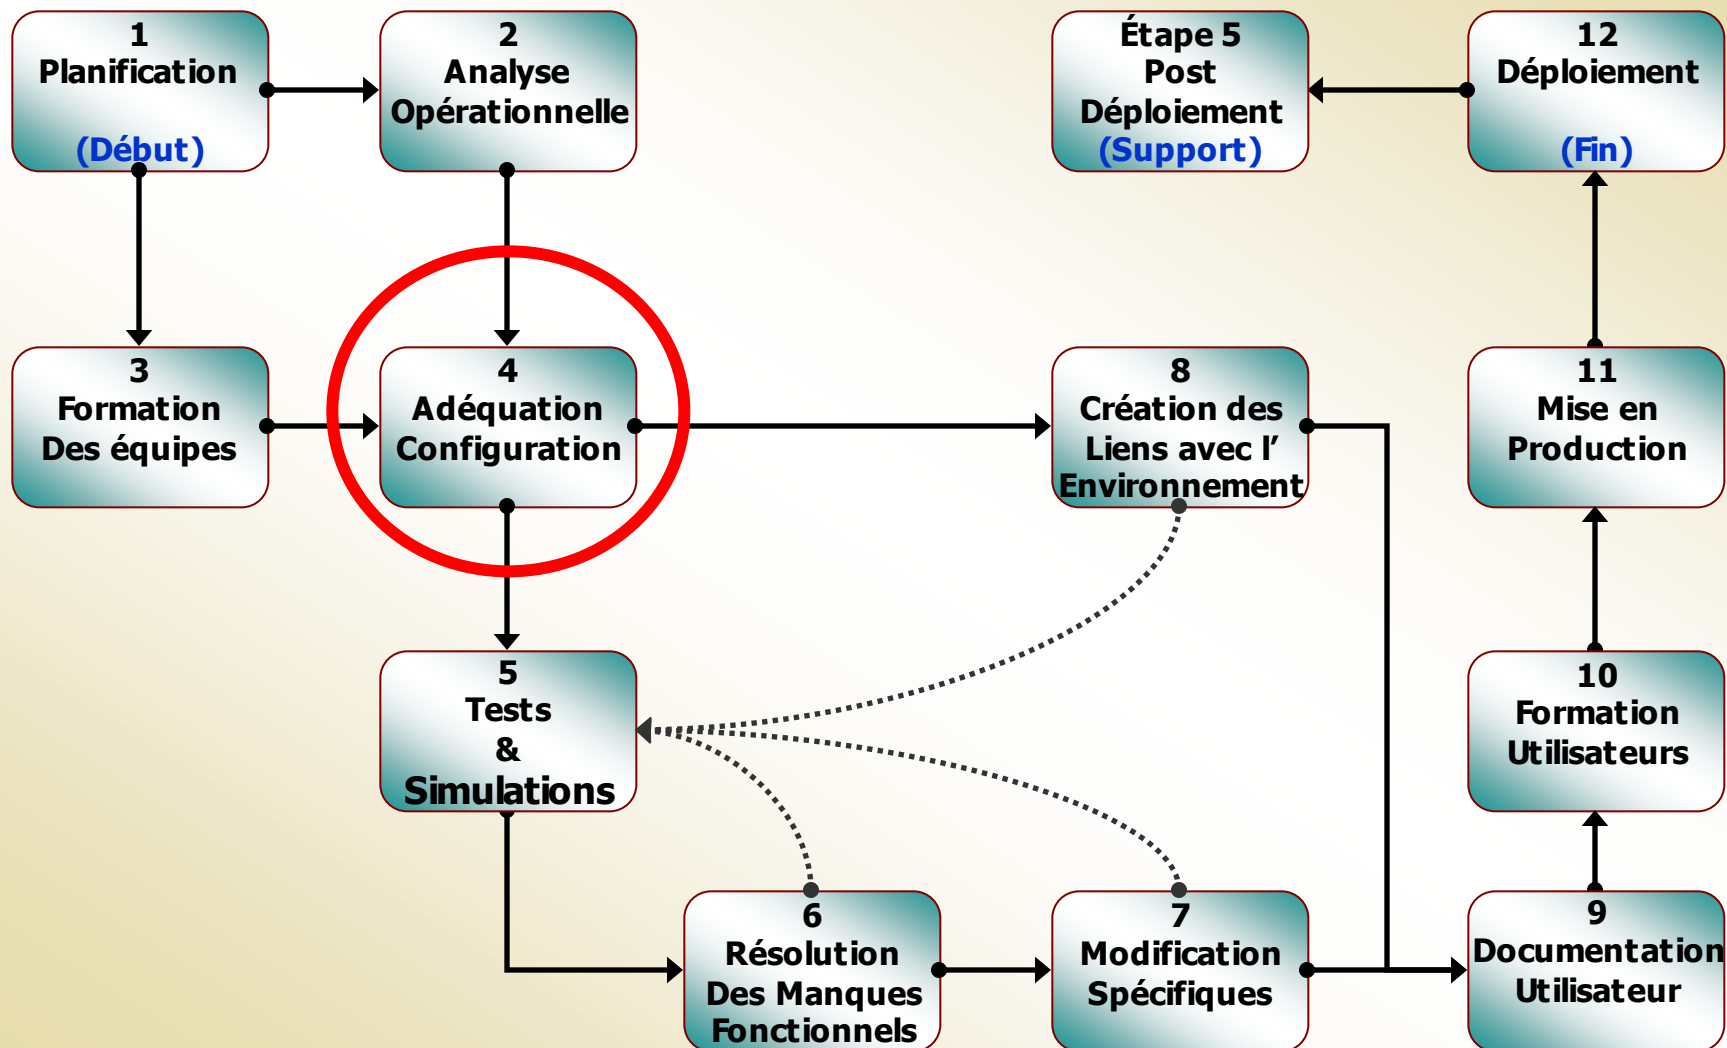 1
Planification
(Début)
2
Analyse
Opérationnelle
Étape 5
Post
Déploiement
(Support)
12
Déploiement
(Fin)
3
Formation
Des équipes
4
Adéquation
Configuration
8
Création des
Liens avec l’
Environnement
11
Mise en
Production
5
Tests
&
Simulations
10
Formation
Utilisateurs
6
Résolution
Des Manques
Fonctionnels
7
Modification
Spécifiques
9
Documentation
Utilisateur